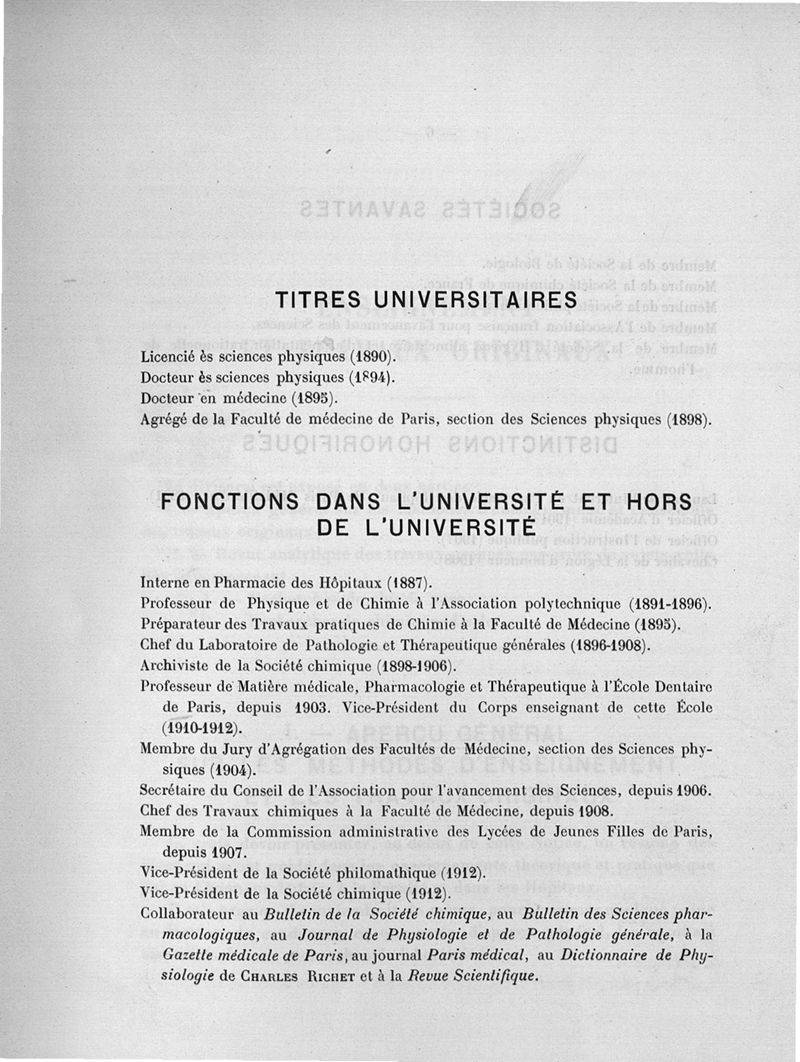 TITRES UNIVERSITAIRES
Licencié ès sciences physiques (1890).
Docteur ès sciences physiques (1894).
Docteur en médecine (1895).
Agrégé de la Faculté de médecine de Paris, section des Sciences physiques (1898).
FONCTIONS DANS L'UNIVERSITÉ ET HORS
DE L'UNIVERSITÉ
Interne en Pharmacie des Hôpitaux (1887).
Professeur de Physique et de Chimie à l'Association polytechnique (1891-1896).
Préparateur des Travaux pratiques de Chimie à la Faculté de Médecine (1895).
Chef du Laboratoire de Pathologie et Thérapeutique générales (1896-1908).
Archiviste de la Société chimique (1898-1906).
Professeur de Matière médicale, Pharmacologie et Thérapeutique à l'École Dentaire
de Paris, depuis 1903. Vice-Président du Corps enseignant de cette École
(1910-1912).
Membre du Jury d'Agrégation des Facultés de Médecine, section des Sciences phy-
siques (1904).
Secrétaire du Conseil de l'Association pour l'avancement des Sciences, depuis 1906.
Chef des Travaux chimiques à la Faculté de Médecine, depuis 1908.
Membre de la Commission administrative des Lycées de Jeunes Filles de Paris,
depuis 1907.
Vice-Président de la Société philomathique (1912).
Vice-Président de la Société chimique (1912).
Collaborateur au Bulletin de la Société chimique, au Bulletin des Sciences phar-
macologiques, au Journal de Physiologie et de Pathologie générale, à la
Gazette médicale de Paris, au journal Paris médical, au Dictionnaire de Phy-
siologie de CHARLES RICHET et à la Revue Scientifique.